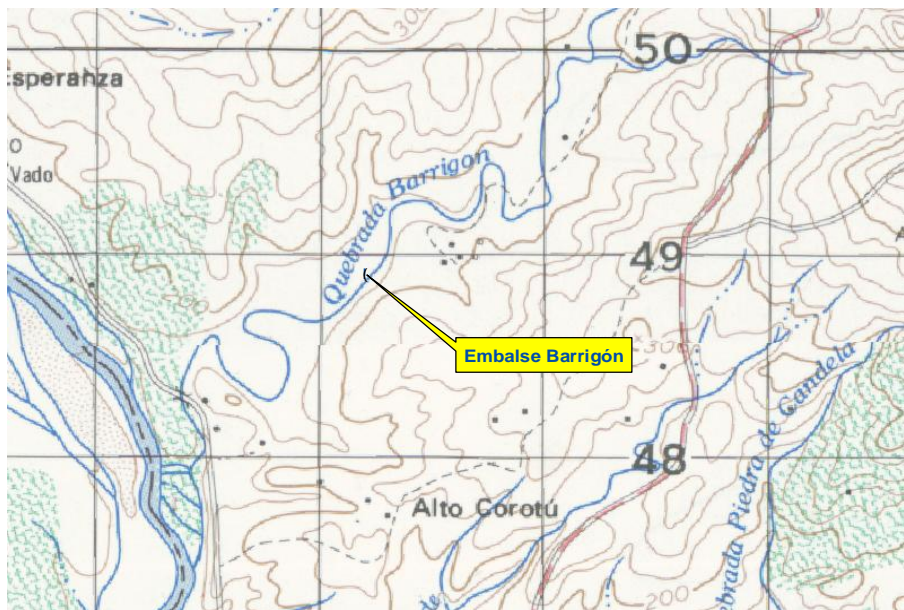 300
50
Esperanza
Vado
Quebrada Barrigon
49
200
Embalse Barrigón
300
Quebrada Piedra de Candela
48
Alto Corotú
200